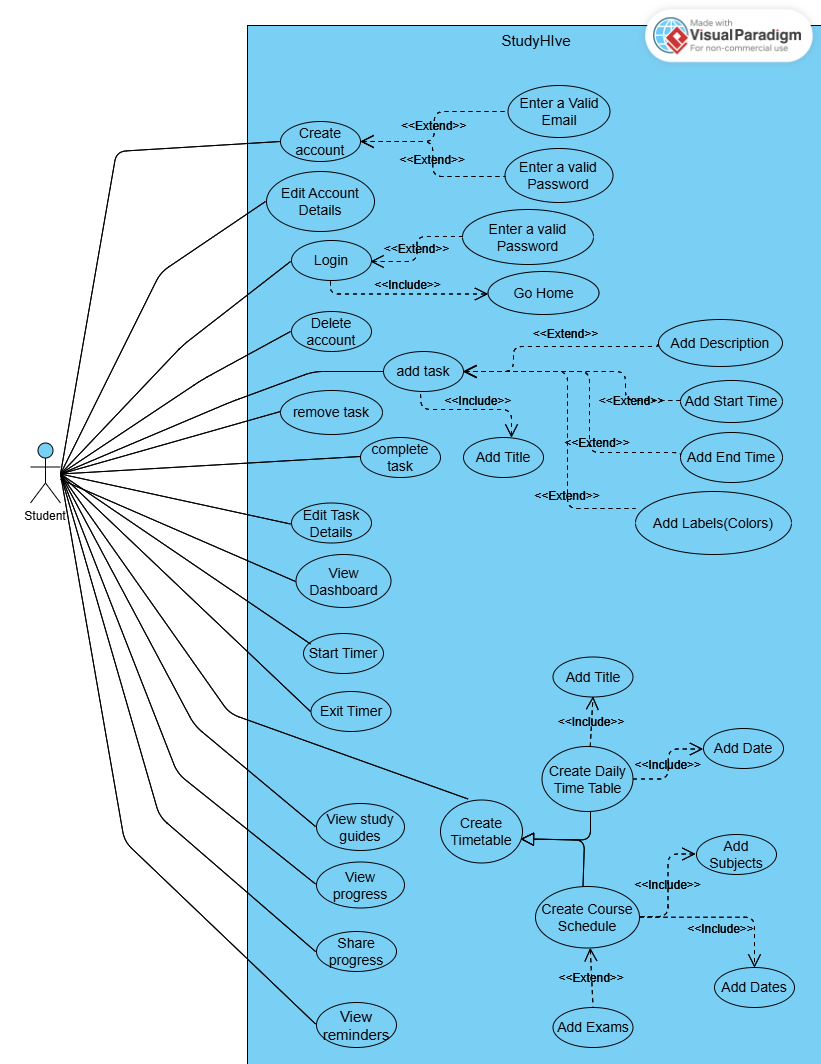 StudyHIve
Made with
VisualParadigm
For non-commercial use
Enter a Valid
Email
<<Extend>>
Create
account
<<Extend>>
Enter a valid
Password
Edit Account
Details
Enter a valid
Password
<<Extend>>
Login
<<Include>>
Go Home
Delete
account
<<Extend>>
Add Description
add task
<<Include>>
<<Extend>>
Add Start Time
remove task
<<Extend>>
complete
task
Add Title
Add End Time
<<Extend>>
Student
Edit Task
Details
Add Labels(Colors)
View
Dashboard
Start Timer
Add Title
Exit Timer
<<Include>>
Add Date
<<Include>>
Create Daily
Time Table
View study
guides
Create
Timetable
Add
Subjects
View
progress
<<Include>>
Create Course
Schedule
<<Include>>
Share
progress
<<Extend>>
Add Dates
View
reminders
Add Exams